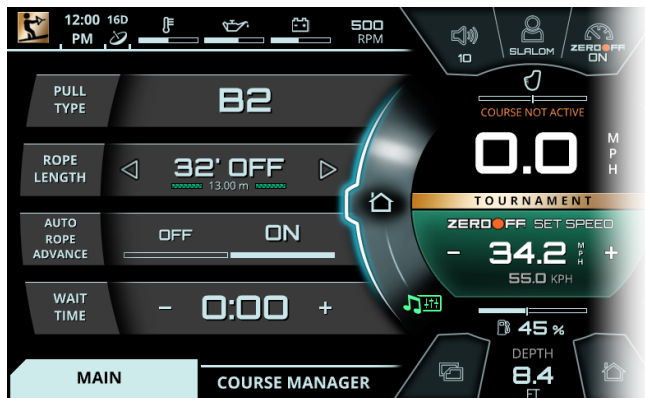 12:00 16D
PM
500
RPM
10
SLALOM
ZEROOFF
ON
PULL
TYPE
B2
COURSE NOT ACTIVE
0.0
MPH
ROPE
LENGTH
32' OFF
13.00 m
TOURNAMENT
AUTO
ROPE
ADVANCE
OFF
ON
ZEROOFF SET SPEED
- 34.2 MPH +
55.0 KPH
WAIT
TIME
- 0:00 +
45 %
DEPTH
8.4
FT
MAIN
COURSE MANAGER